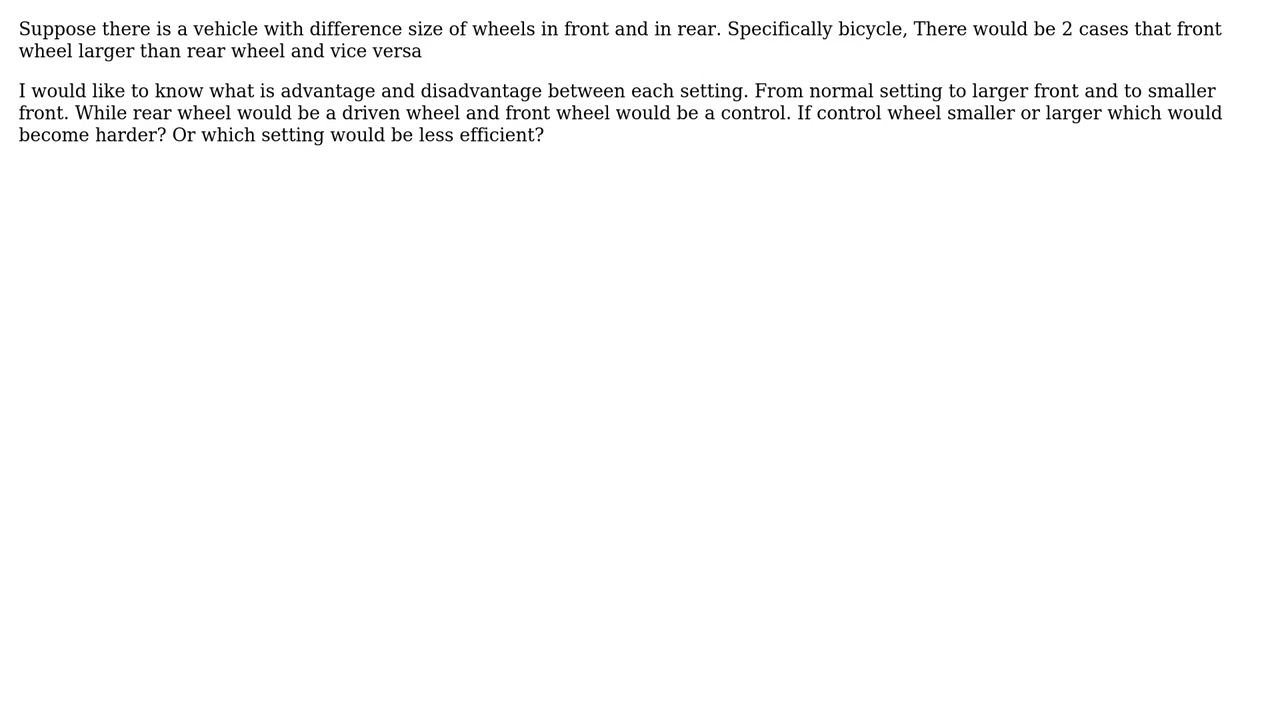 Suppose there is a vehicle with difference size of wheels in front and in rear. Specifically bicycle, There would be 2 cases that front
wheel larger than rear wheel and vice versa
I would like to know what is advantage and disadvantage between each setting. From normal setting to larger front and to smaller
front. While rear wheel would be a driven wheel and front wheel would be a control. If control wheel smaller or larger which would
become harder? Or which setting would be less efficient?